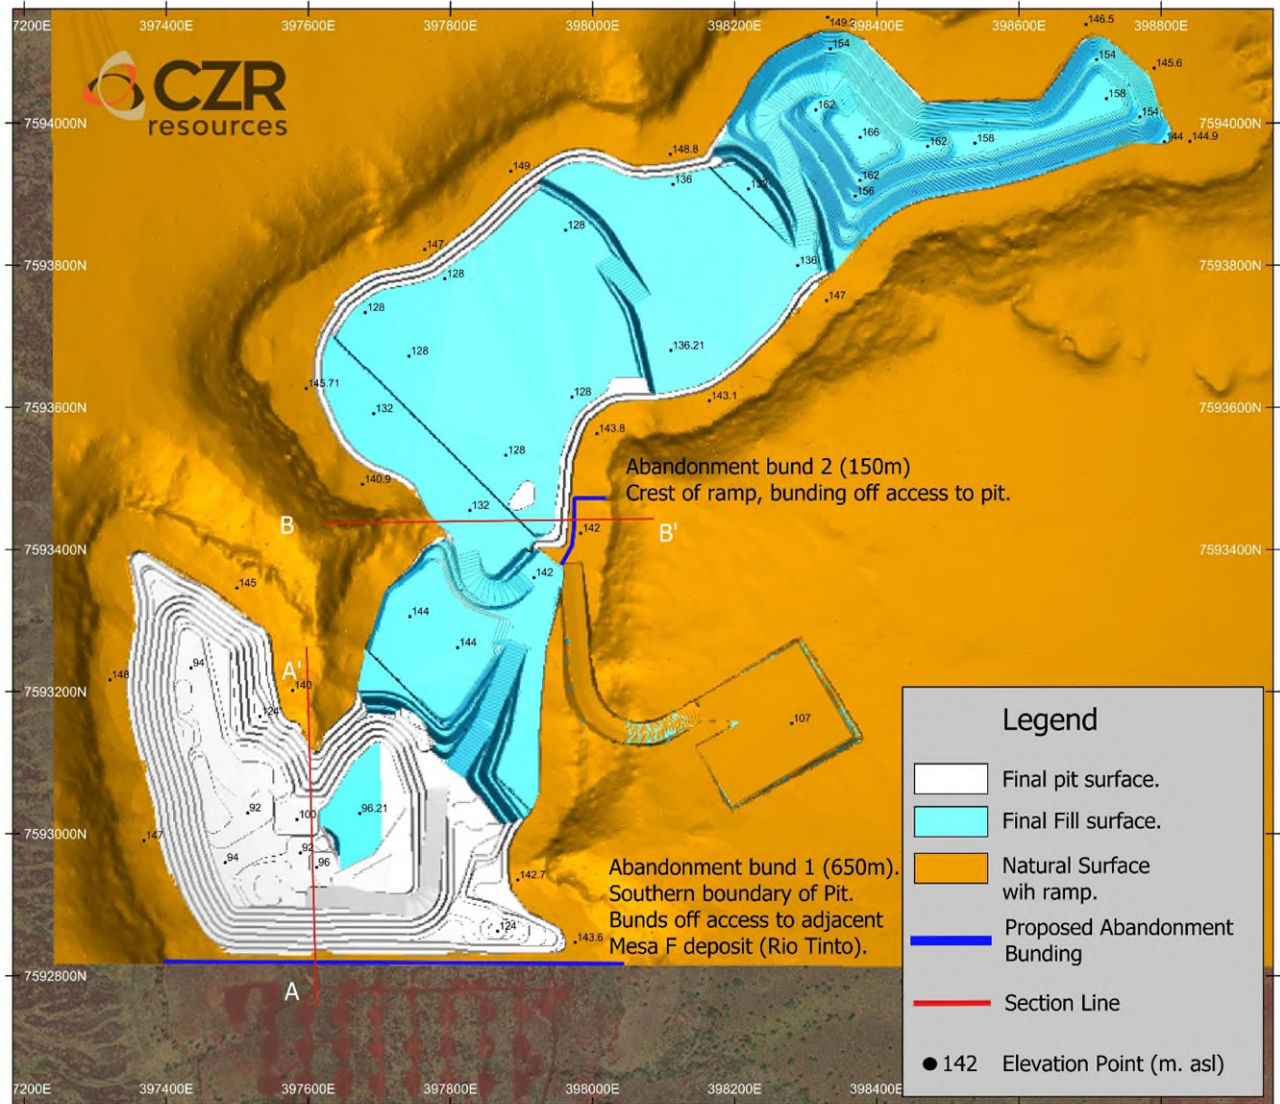 7200E 397400E 397600E 397800E 398000E 398200E 398400E 398600E 398800E
CZR
resources
146.5
154
154
145.6
158
162
7594000N
166
154
7594000N
144
144.9
162
158
148.8
149
136
162
156
128
147
136
7593800N
128
7593800N
147
128
128
136.21
145.71
128
143.1
132
7593600N
7593600N
143.8
128
Abandonment bund 2 (150m)
Crest of ramp, bunding off access to pit.
140.9
132
B
B'
142
7593400N
7593400N
142
145
144
144
94
A'
148
140
7593200N
124
107
Legend
Final pit surface.
Final Fill surface.
Natural Surface
wih ramp.
Proposed Abandonment
Bunding
Section Line
142
Elevation Point (m. asl)
92
100
96.21
7593000N
147
92
94
96
142.7
Abandonment bund 1 (650m).
Southern boundary of Pit.
Bunds off access to adjacent
Mesa F deposit (Rio Tinto).
124
143.6
7592800N
A
7200E 397400E 397600E 397800E 398000E 398200E 398400E